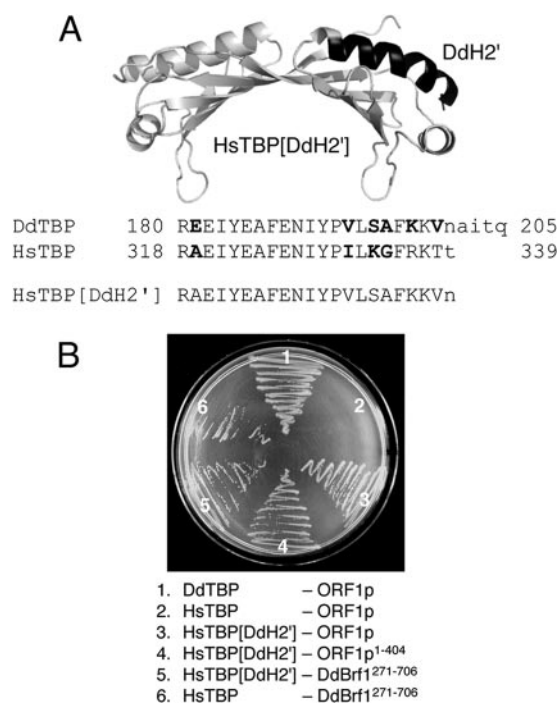 A
DdH2'
HsTBP[DdH2']
DdTBP 180 REEIYEAFENIYPVLSAFKKVnaitq 205
HsTBP 318 RAEIYEAFENIYPILKGFRKTt 339
HsTBP[DdH2'] RAEIYEAFENIYPVLSAFKKVn
B
1
2
3
4
5
6
1. DdTBP – ORF1p
2. HsTBP – ORF1p
3. HsTBP[DdH2'] – ORF1p
4. HsTBP[DdH2'] – ORF1p1-404
5. HsTBP[DdH2'] – DdBrf1271-706
6. HsTBP – DdBrf1271-706